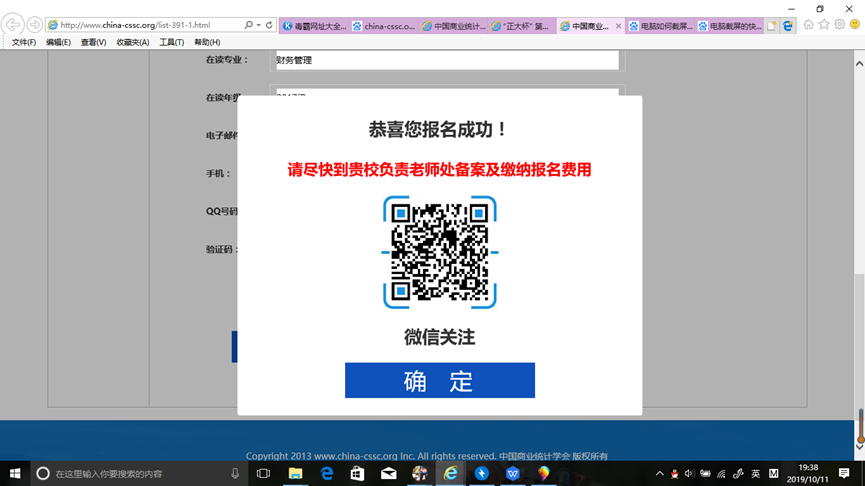 http://www.china-cssc.org/list-391-1.html
毒霸网址大全...
china-cssc.o...
中国商业统计...
"正大杯" 第...
中国商业...
电脑如何截屏...
电脑截屏的快...
文件(F) 编辑(E) 查看(V) 收藏夹(A) 工具(T) 帮助(H)
在读专业：
财务管理
在读年级
电子邮件
手机：
QQ号码
验证码：
恭喜您报名成功！
请尽快到贵校负责老师处备案及缴纳报名费用
微信关注
确 定
Copyright 2013 www.china-cssc.org Inc. All rights reserved. 中国商业统计学会 版权所有
在这里输入你要搜索的内容
英
M
19:38
2019/10/11